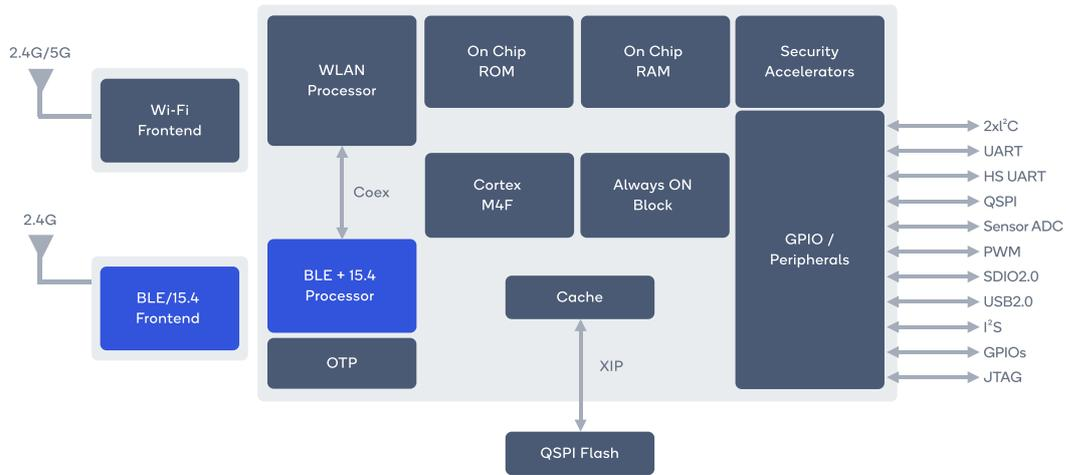 2.4G/5G
Wi-Fi
Frontend
2.4G
BLE/15.4
Frontend
WLAN
Processor
Coex
BLE + 15.4
Processor
OTP
On Chip
ROM
On Chip
RAM
Security
Accelerators
Cortex
M4F
Always ON
Block
Cache
XIP
QSPI Flash
GPIO /
Peripherals
2xI²C
UART
HS UART
QSPI
Sensor ADC
PWM
SDIO2.0
USB2.0
I²S
GPIOs
JTAG